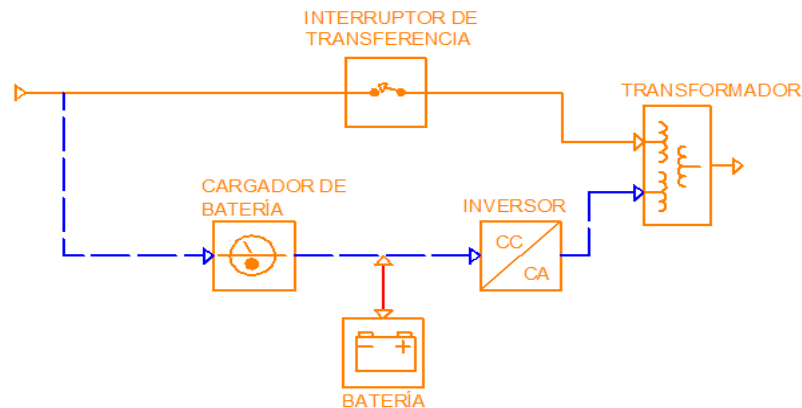 INTERRUPTOR DE
TRANSFERENCIA
TRANSFORMADOR
CARGADOR DE
BATERÍA
INVERSOR
CC
CA
BATERÍA